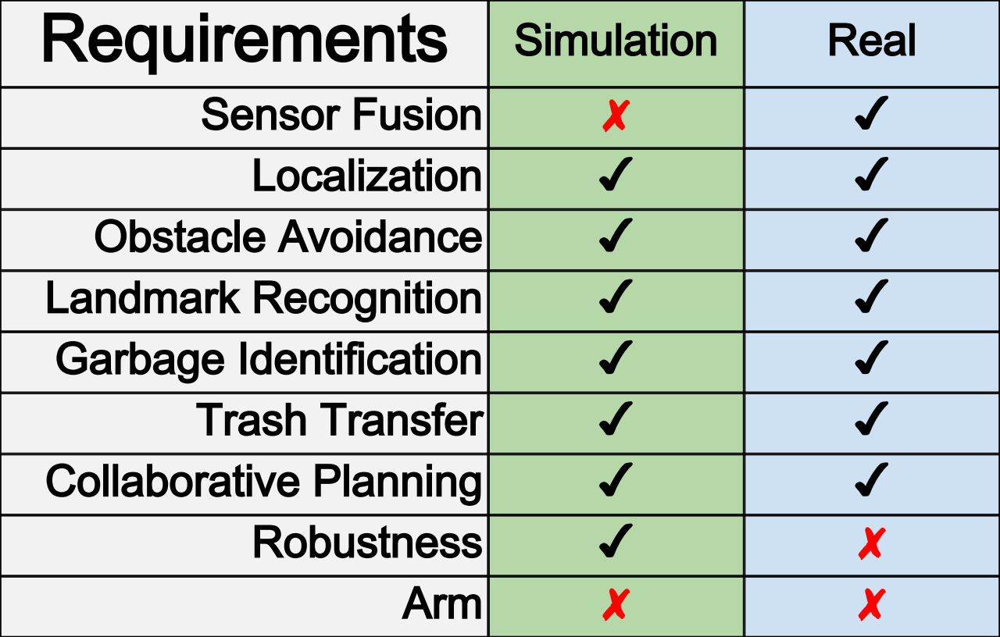 Requirements Simulation Real
Sensor Fusion ✗ ✓
Localization ✓ ✓
Obstacle Avoidance ✓ ✓
Landmark Recognition ✓ ✓
Garbage Identification ✓ ✓
Trash Transfer ✓ ✓
Collaborative Planning ✓ ✓
Robustness ✓ ✗
Arm ✗ ✗